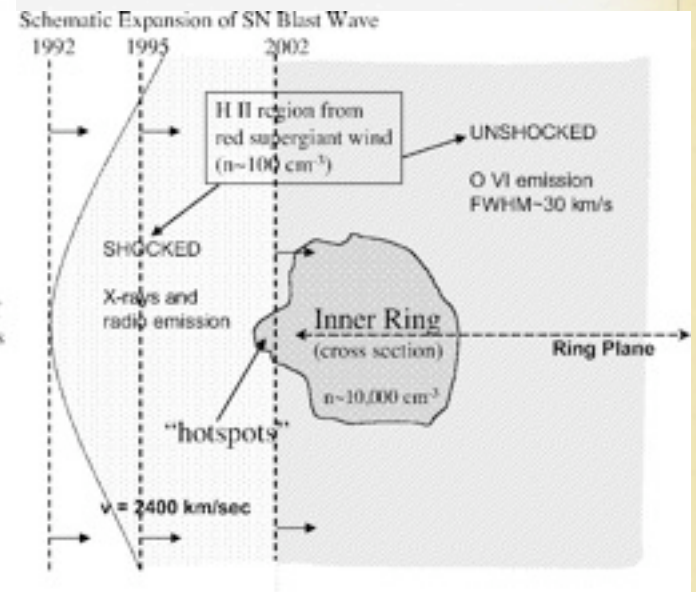 Schematic Expansion of SN Blast Wave
1992 1995 2002
H II region from
red supergiant wind
(n~100 cm⁻³)
UNSHOCKED
O VI emission
FWHM~30 km/s
SHOCKED
X-rays and
radio emission
Inner Ring
(cross section)
n~10,000 cm⁻³
Ring Plane
"hotspots"
v = 2400 km/sec